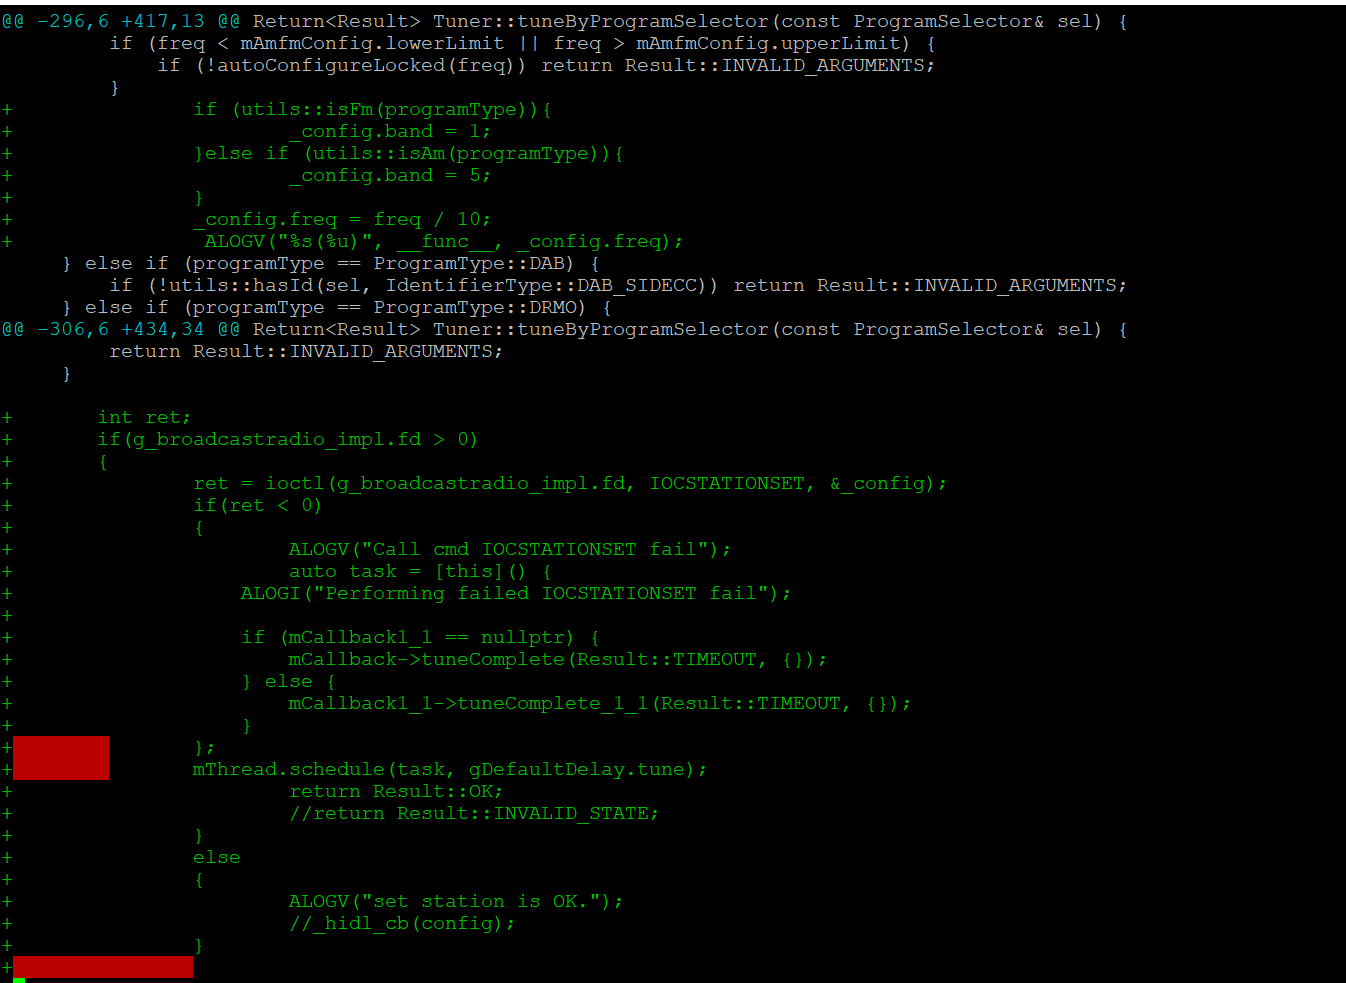 @@ -296,6 +417,13 @@ Return<Result> Tuner::tuneByProgramSelector(const ProgramSelector& sel) {
         if (freq < mAmfmConfig.lowerLimit || freq > mAmfmConfig.upperLimit) {
             if (!autoConfigureLocked(freq)) return Result::INVALID_ARGUMENTS;
         }
+               if (utils::isFm(programType)){
+                       _config.band = 1;
+               }else if (utils::isAm(programType)){
+                       _config.band = 5;
+               }
+               _config.freq = freq / 10;
+                ALOGV("%s(%u)", __func__, _config.freq);
     } else if (programType == ProgramType::DAB) {
         if (!utils::hasId(sel, IdentifierType::DAB_SIDECC)) return Result::INVALID_ARGUMENTS;
     } else if (programType == ProgramType::DRMO) {
@@ -306,6 +434,34 @@ Return<Result> Tuner::tuneByProgramSelector(const ProgramSelector& sel) {
         return Result::INVALID_ARGUMENTS;
     }

+       int ret;
+       if(g_broadcastradio_impl.fd > 0)
+       {
+               ret = ioctl(g_broadcastradio_impl.fd, IOCSTATIONSET, &_config);
+               if(ret < 0)
+               {
+                       ALOGV("Call cmd IOCSTATIONSET fail");
+                       auto task = [this]() {
+                   ALOGI("Performing failed IOCSTATIONSET fail");
+
+                   if (mCallback1_1 == nullptr) {
+                       mCallback->tuneComplete(Result::TIMEOUT, {});
+                   } else {
+                       mCallback1_1->tuneComplete_1_1(Result::TIMEOUT, {});
+                   }
+               };
+               mThread.schedule(task, gDefaultDelay.tune);
+                       return Result::OK;
+                       //return Result::INVALID_STATE;
+               }
+               else
+               {
+                       ALOGV("set station is OK.");
+                       //_hidl_cb(config);
+               }
+